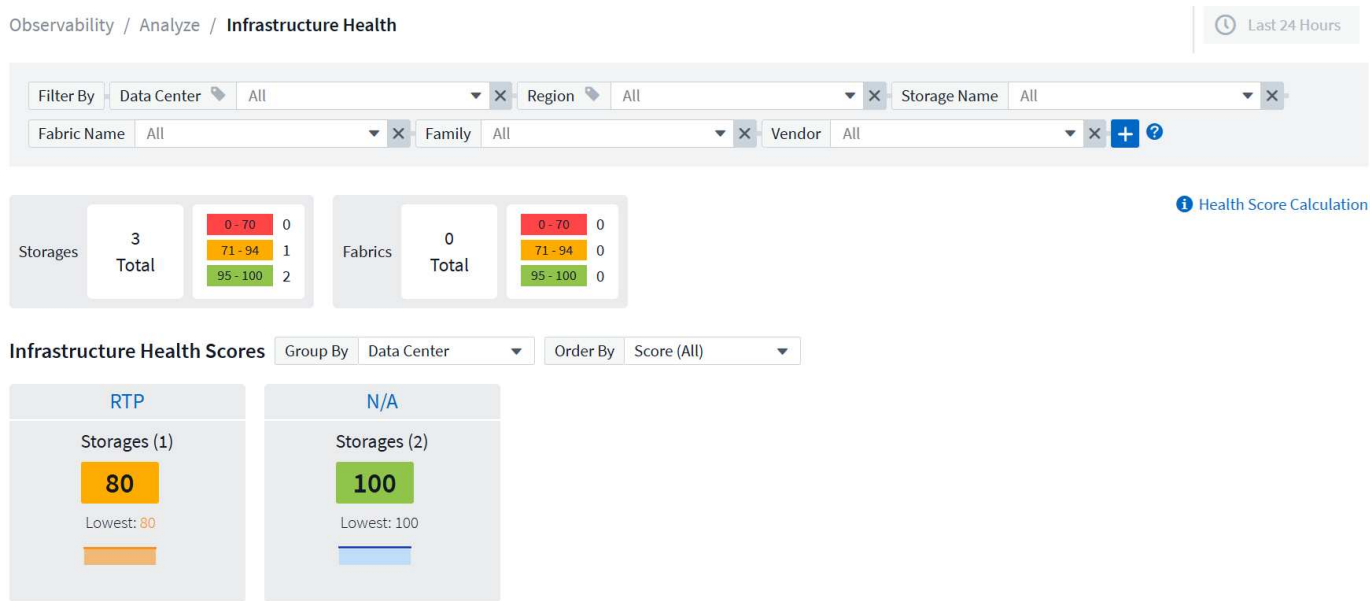 Observability / Analyze / Infrastructure Health
Last 24 Hours
Filter By Data Center All Region All Storage Name All
Fabric Name All Family All Vendor All
Health Score Calculation
Storages 3 Total
0 - 70 0
71 - 94 1
95 - 100 2
Fabrics 0 Total
0 - 70 0
71 - 94 0
95 - 100 0
Infrastructure Health Scores Group By Data Center Order By Score (All)
RTP
Storages (1)
80
Lowest: 80
N/A
Storages (2)
100
Lowest: 100